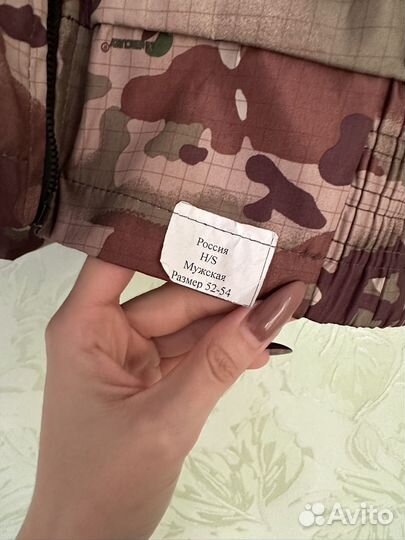 Россия
H/S
Мужская
Размер 52-54
Avito